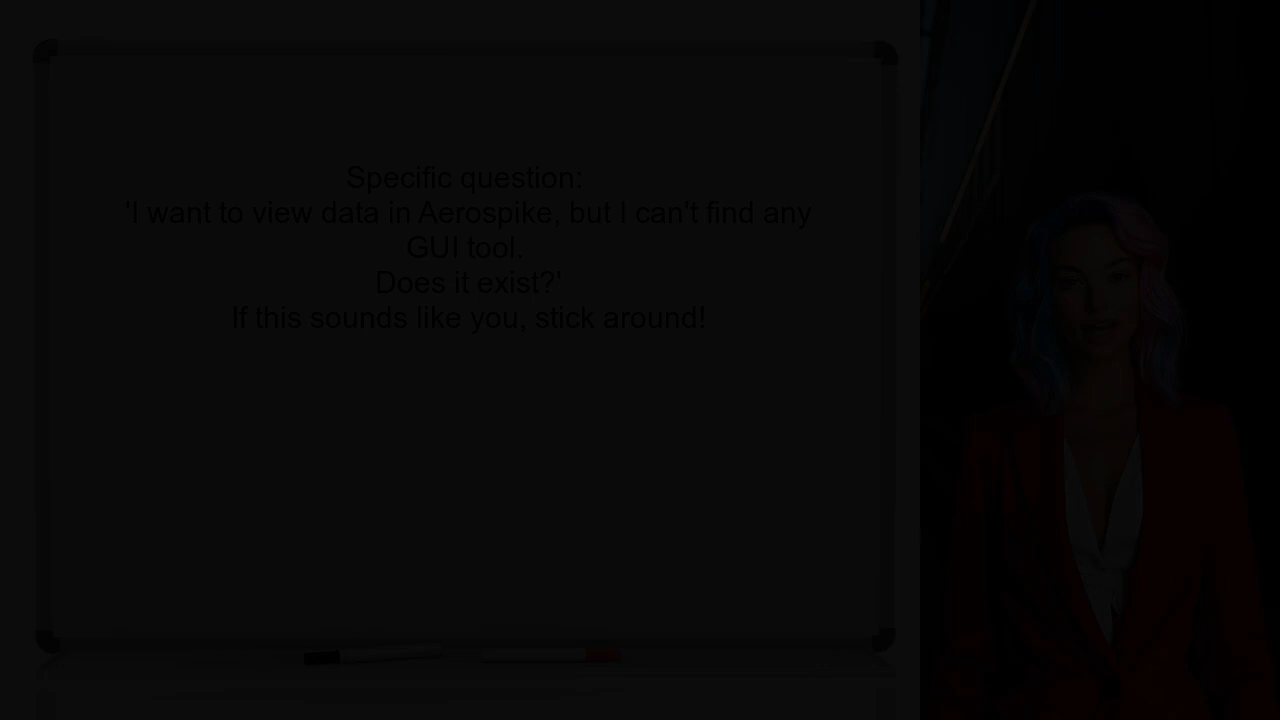 Specific question:
'I want to view data in Aerospike, but I can't find any
GUI tool.
Does it exist?'
If this sounds like you, stick around!